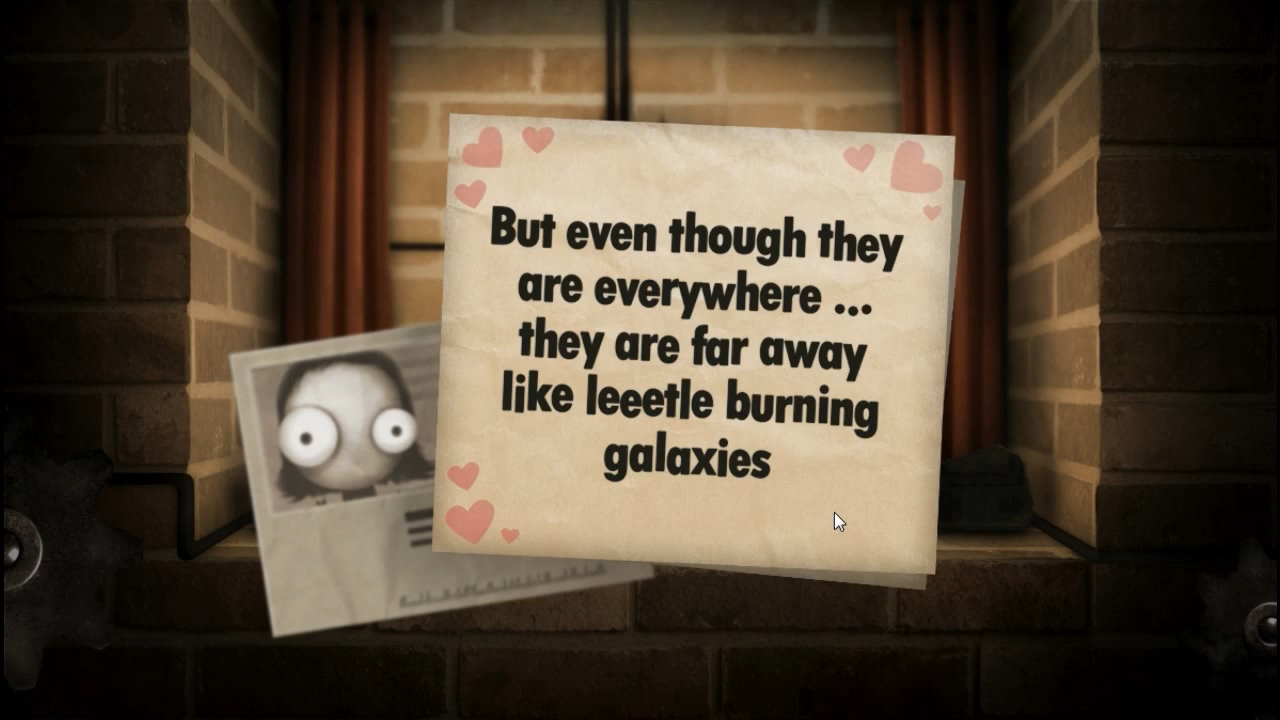 But even though they
are everywhere ...
they are far away
like leeetle burning
galaxies